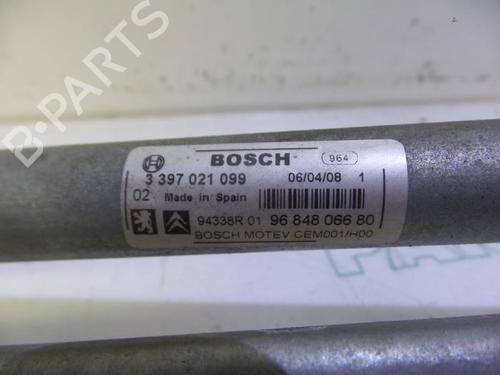 BOSCH 964
3 397 021 099 06/04/08 1
02 Made in Spain
94338R 01 96 848 066 80
BOSCH MOTEV CEM001/H00
B-PARTS